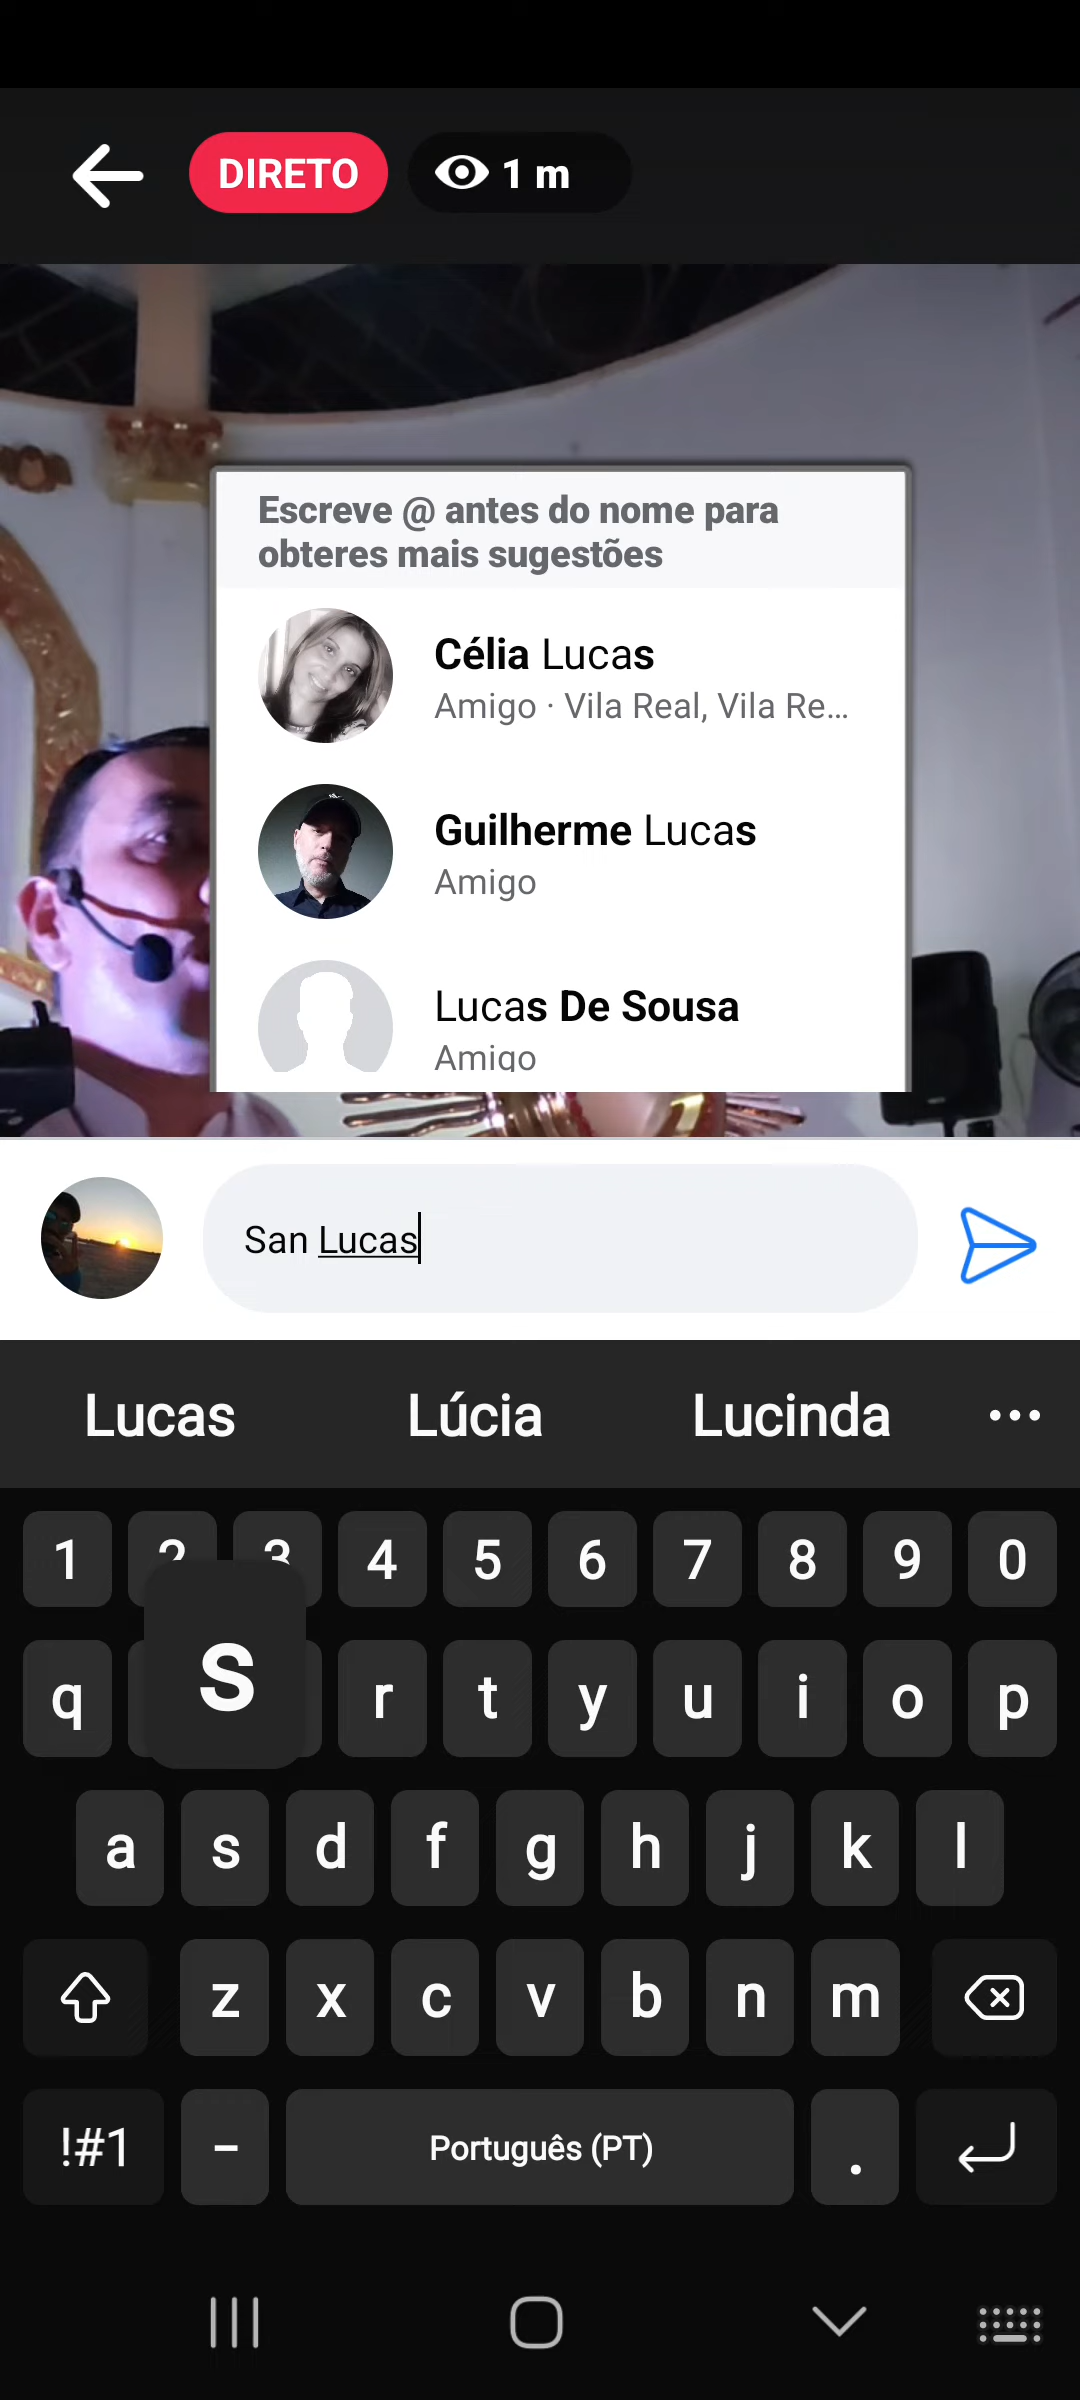 DIRETO
1 m
Escreve @ antes do nome para
obteres mais sugestões
Célia Lucas
Amigo · Vila Real, Vila Re...
Guilherme Lucas
Amigo
Lucas De Sousa
Amigo
San Lucas
Lucas Lúcia Lucinda
1 2 3 4 5 6 7 8 9 0
s
q r t y u i o p
a s d f g h j k l
z x c v b n m
!#1 - Português (PT) .